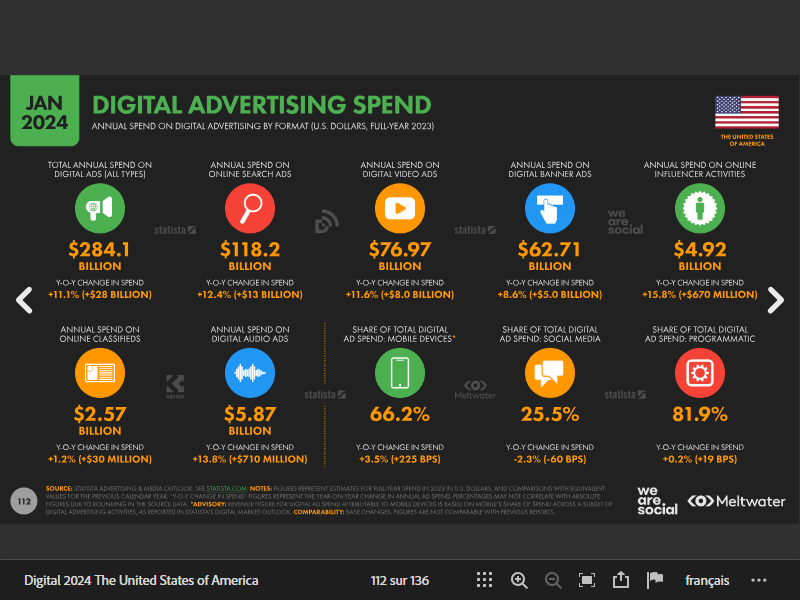 JAN
2024
DIGITAL ADVERTISING SPEND
ANNUAL SPEND ON DIGITAL ADVERTISING BY FORMAT (U.S. DOLLARS, FULL-YEAR 2023)
THE UNITED STATES
OF AMERICA
TOTAL ANNUAL SPEND ON
DIGITAL ADS (ALL TYPES)
$284.1
BILLION
Y-O-Y CHANGE IN SPEND
+11.1% (+$28 BILLION)
statista
ANNUAL SPEND ON
ONLINE SEARCH ADS
$118.2
BILLION
Y-O-Y CHANGE IN SPEND
+12.4% (+$13 BILLION)
ANNUAL SPEND ON
DIGITAL VIDEO ADS
$76.97
BILLION
Y-O-Y CHANGE IN SPEND
+11.6% (+$8.0 BILLION)
statista
ANNUAL SPEND ON
DIGITAL BANNER ADS
$62.71
BILLION
Y-O-Y CHANGE IN SPEND
+8.6% (+$5.0 BILLION)
we
are
social
ANNUAL SPEND ON ONLINE
INFLUENCER ACTIVITIES
$4.92
BILLION
Y-O-Y CHANGE IN SPEND
+15.8% (+$670 MILLION)
ANNUAL SPEND ON
ONLINE CLASSIFIEDS
$2.57
BILLION
Y-O-Y CHANGE IN SPEND
+1.2% (+$30 MILLION)
KEPIOS
ANNUAL SPEND ON
DIGITAL AUDIO ADS
$5.87
BILLION
Y-O-Y CHANGE IN SPEND
+13.8% (+$710 MILLION)
statista
SHARE OF TOTAL DIGITAL
AD SPEND: MOBILE DEVICES*
66.2%
Y-O-Y CHANGE IN SPEND
+3.5% (+225 BPS)
Meltwater
SHARE OF TOTAL DIGITAL
AD SPEND: SOCIAL MEDIA
25.5%
Y-O-Y CHANGE IN SPEND
-2.3% (-60 BPS)
statista
SHARE OF TOTAL DIGITAL
AD SPEND: PROGRAMMATIC
81.9%
Y-O-Y CHANGE IN SPEND
+0.2% (+19 BPS)
112
SOURCE: STATISTA ADVERTISING & MEDIA OUTLOOK. SEE STATISTA.COM. NOTES: FIGURES REPRESENT ESTIMATES FOR FULL-YEAR SPEND IN 2023 IN U.S. DOLLARS, AND COMPARISONS WITH EQUIVALENT
VALUES FOR THE PREVIOUS CALENDAR YEAR. "Y-O-Y CHANGE IN SPEND" FIGURES REPRESENT THE YEAR-ON-YEAR CHANGE IN ANNUAL AD SPEND. PERCENTAGES MAY NOT CORRELATE WITH ABSOLUTE
FIGURES DUE TO ROUNDING IN THE SOURCE DATA. *ADVISORY: REVENUE FIGURE FOR DIGITAL AD SPEND ATTRIBUTABLE TO MOBILE DEVICES IS BASED ON MOBILE'S SHARE OF SPEND ACROSS A SUBSET OF
DIGITAL ADVERTISING ACTIVITIES, AS REPORTED IN STATISTA'S DIGITAL MARKET OUTLOOK. COMPARABILITY: BASE CHANGES. FIGURES ARE NOT COMPARABLE WITH PREVIOUS REPORTS.
we
are
social
Meltwater
Digital 2024 The United States of America
112 sur 136
français